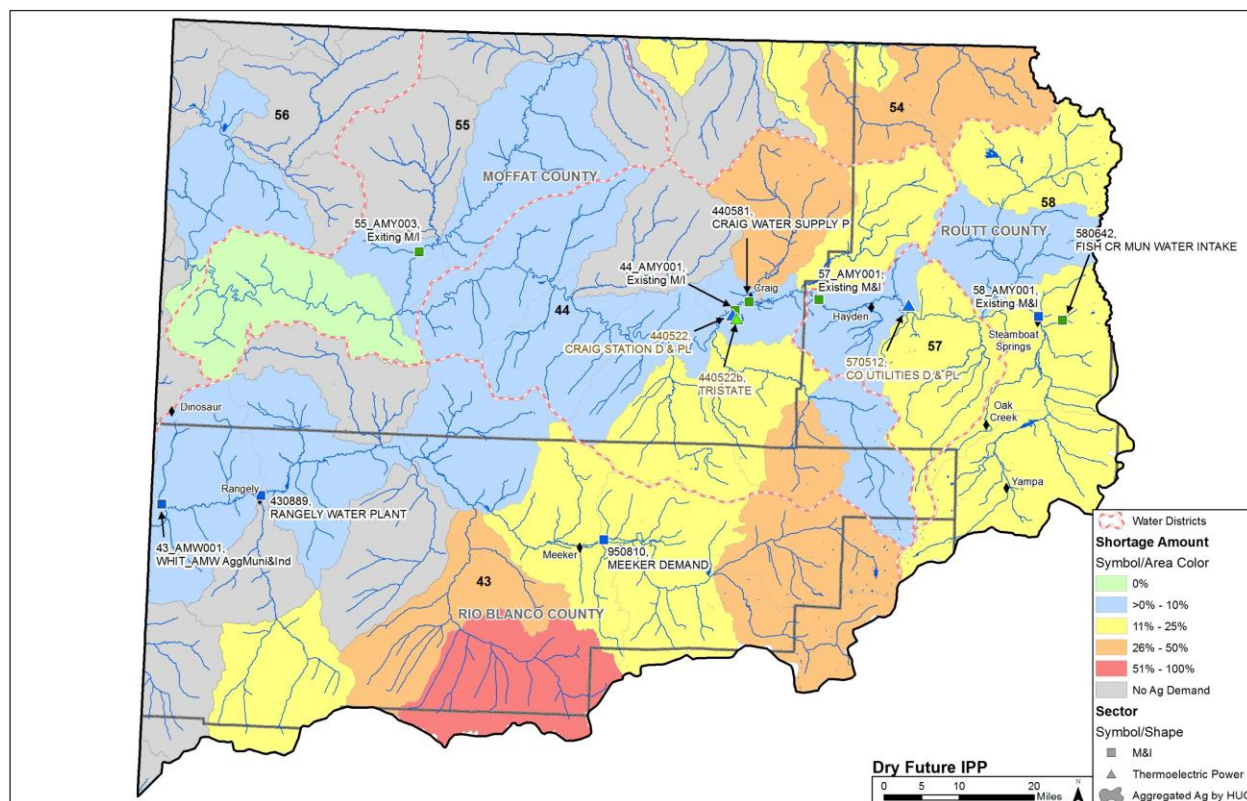 56
55
54
MOFFAT COUNTY
58
440581,
CRAIG WATER SUPPLY P
ROUTT COUNTY
580642,
FISH CR MUN WATER INTAKE
55_AMY003,
Exiting M/I
44_AMY001,
Existing M/I
Craig
57_AMY001,
Existing M&I
58_AMY001,
Existing M&I
44
Hayden
440522,
CRAIG STATION D & PL
Steamboat
Springs
57
570512,
CO UTILITIES D & PL
440522b,
TRISTATE
Dinosaur
Oak
Creek
Rangely
430889,
RANGELY WATER PLANT
Yampa
43_AMW001,
WHIT_AMW AggMuni&Ind
Meeker
950810,
MEEKER DEMAND
43
RIO BLANCO COUNTY
Water Districts
Shortage Amount
Symbol/Area Color
0%
>0% - 10%
11% - 25%
26% - 50%
51% - 100%
No Ag Demand
Sector
Symbol/Shape
M&I
Thermoelectric Power
Aggregated Ag by HUC
Dry Future IPP
0 5 10 20
Miles
N